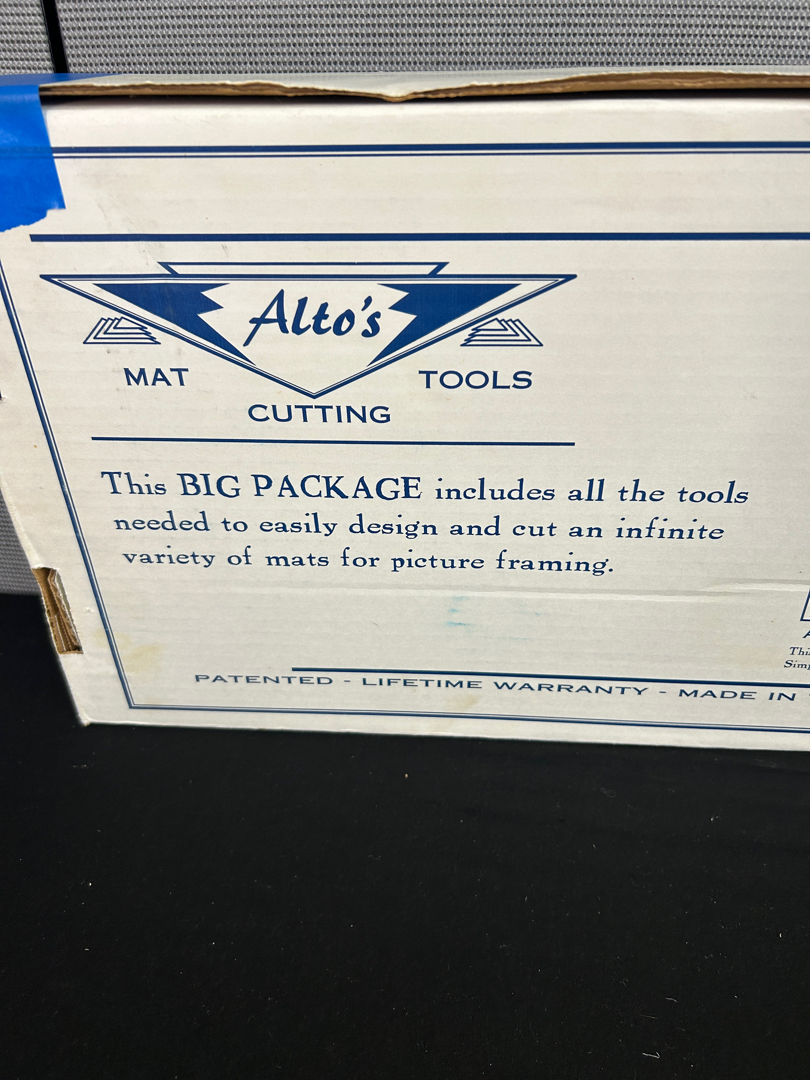 Alto's
MAT CUTTING TOOLS
This BIG PACKAGE includes all the tools
needed to easily design and cut an infinite
variety of mats for picture framing.
PATENTED - LIFETIME WARRANTY - MADE IN